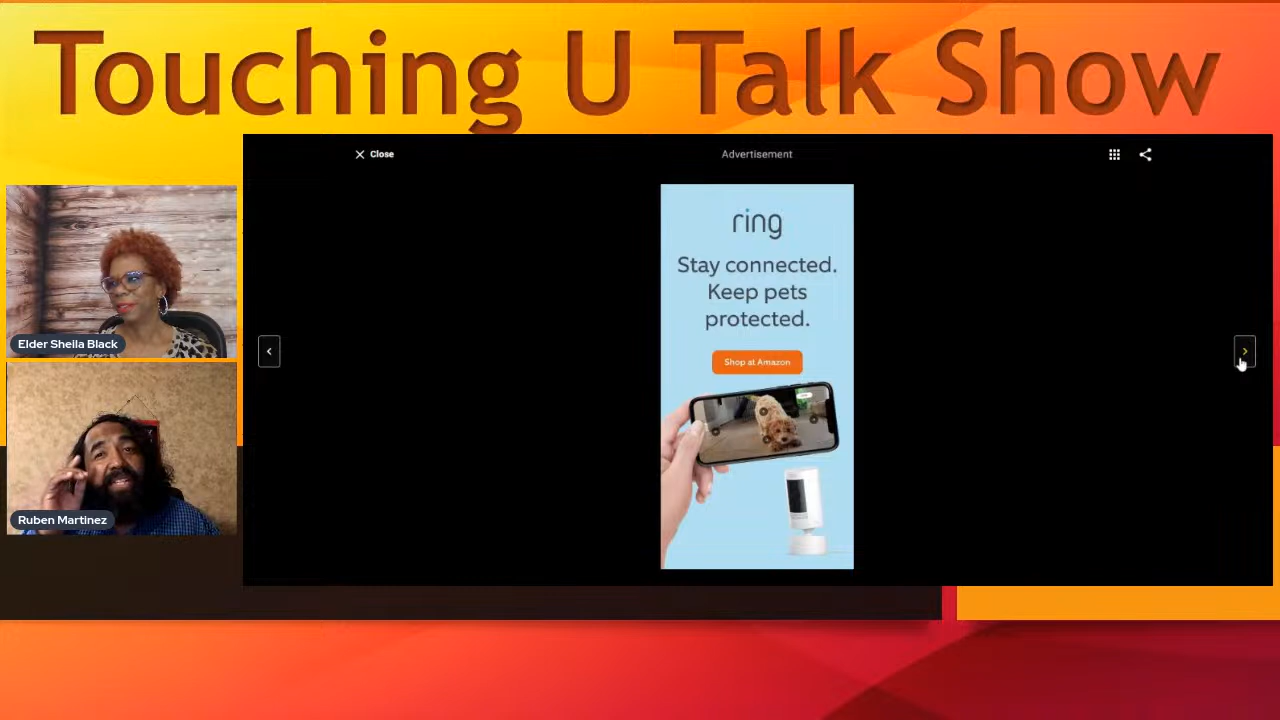 Touching U Talk Show
Close
Advertisement
ring
Stay connected.
Keep pets
protected.
Shop at Amazon
Elder Sheila Black
Ruben Martinez